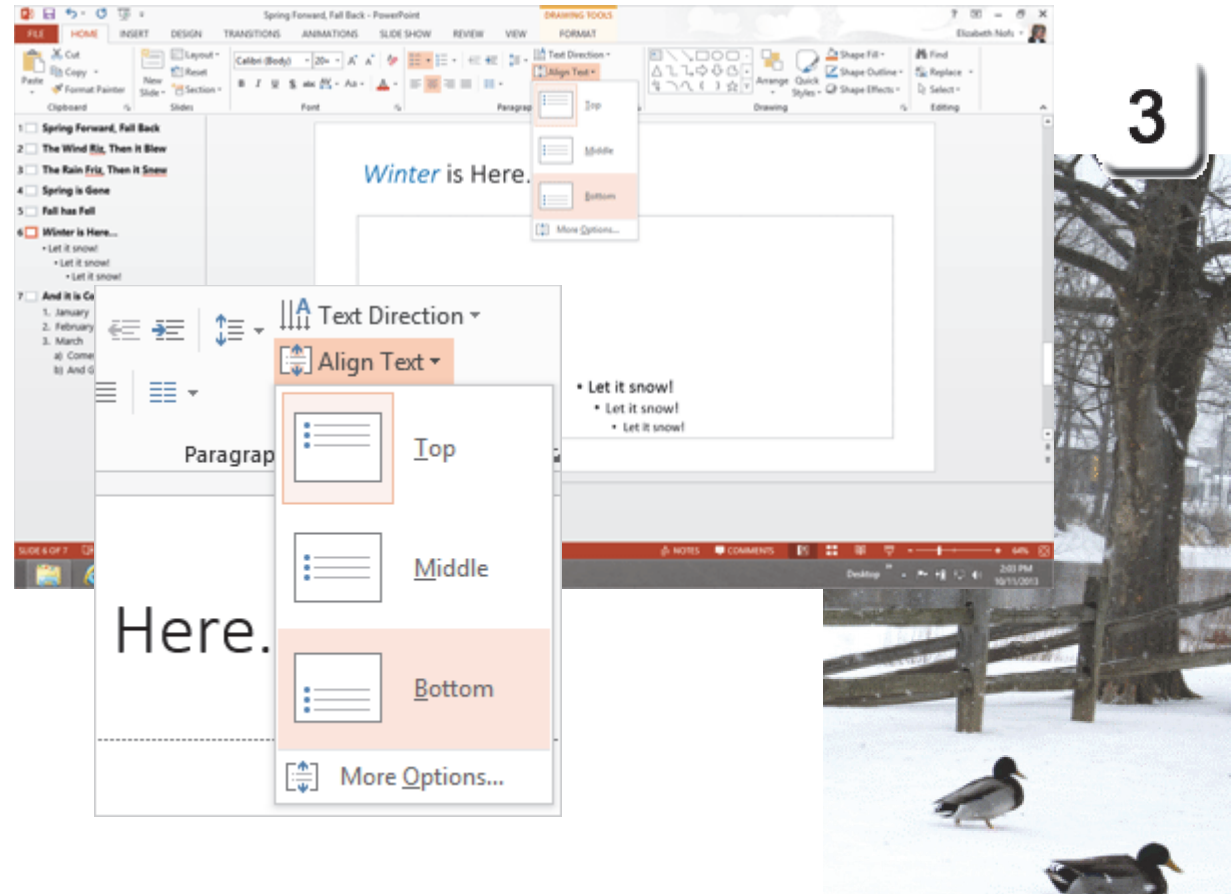 Spring Forward, Fall Back - PowerPoint
DRAWING TOOLS
FILE HOME INSERT DESIGN TRANSITIONS ANIMATIONS SLIDE SHOW REVIEW VIEW FORMAT
Elizabeth Nofs
Cut
Copy
Format Painter
Paste
Clipboard
New Slide
Layout
Reset
Section
Slides
Calibri (Body) 20+
B I U S abc AV Aa A
Font
Text Direction
Align Text
Paragrap
Top
Middle
Bottom
More Options...
Arrange
Quick Styles
Shape Fill
Shape Outline
Shape Effects
Drawing
Find
Replace
Select
Editing
3
1 Spring Forward, Fall Back
2 The Wind Riz, Then it Blew
3 The Rain Friz, Then it Snew
4 Spring is Gone
5 Fall has Fell
6 Winter is Here...
• Let it snow!
• Let it snow!
• Let it snow!
7 And it is Co
1. January
2. February
3. March
a) Come
b) And G
Winter is Here.
• Let it snow!
• Let it snow!
• Let it snow!
Text Direction
Align Text
Paragrap
Top
Middle
Bottom
More Options...
Here.
SLIDE 6 OF 7
NOTES COMMENTS 64%
Desktop
2:03 PM
10/11/2013